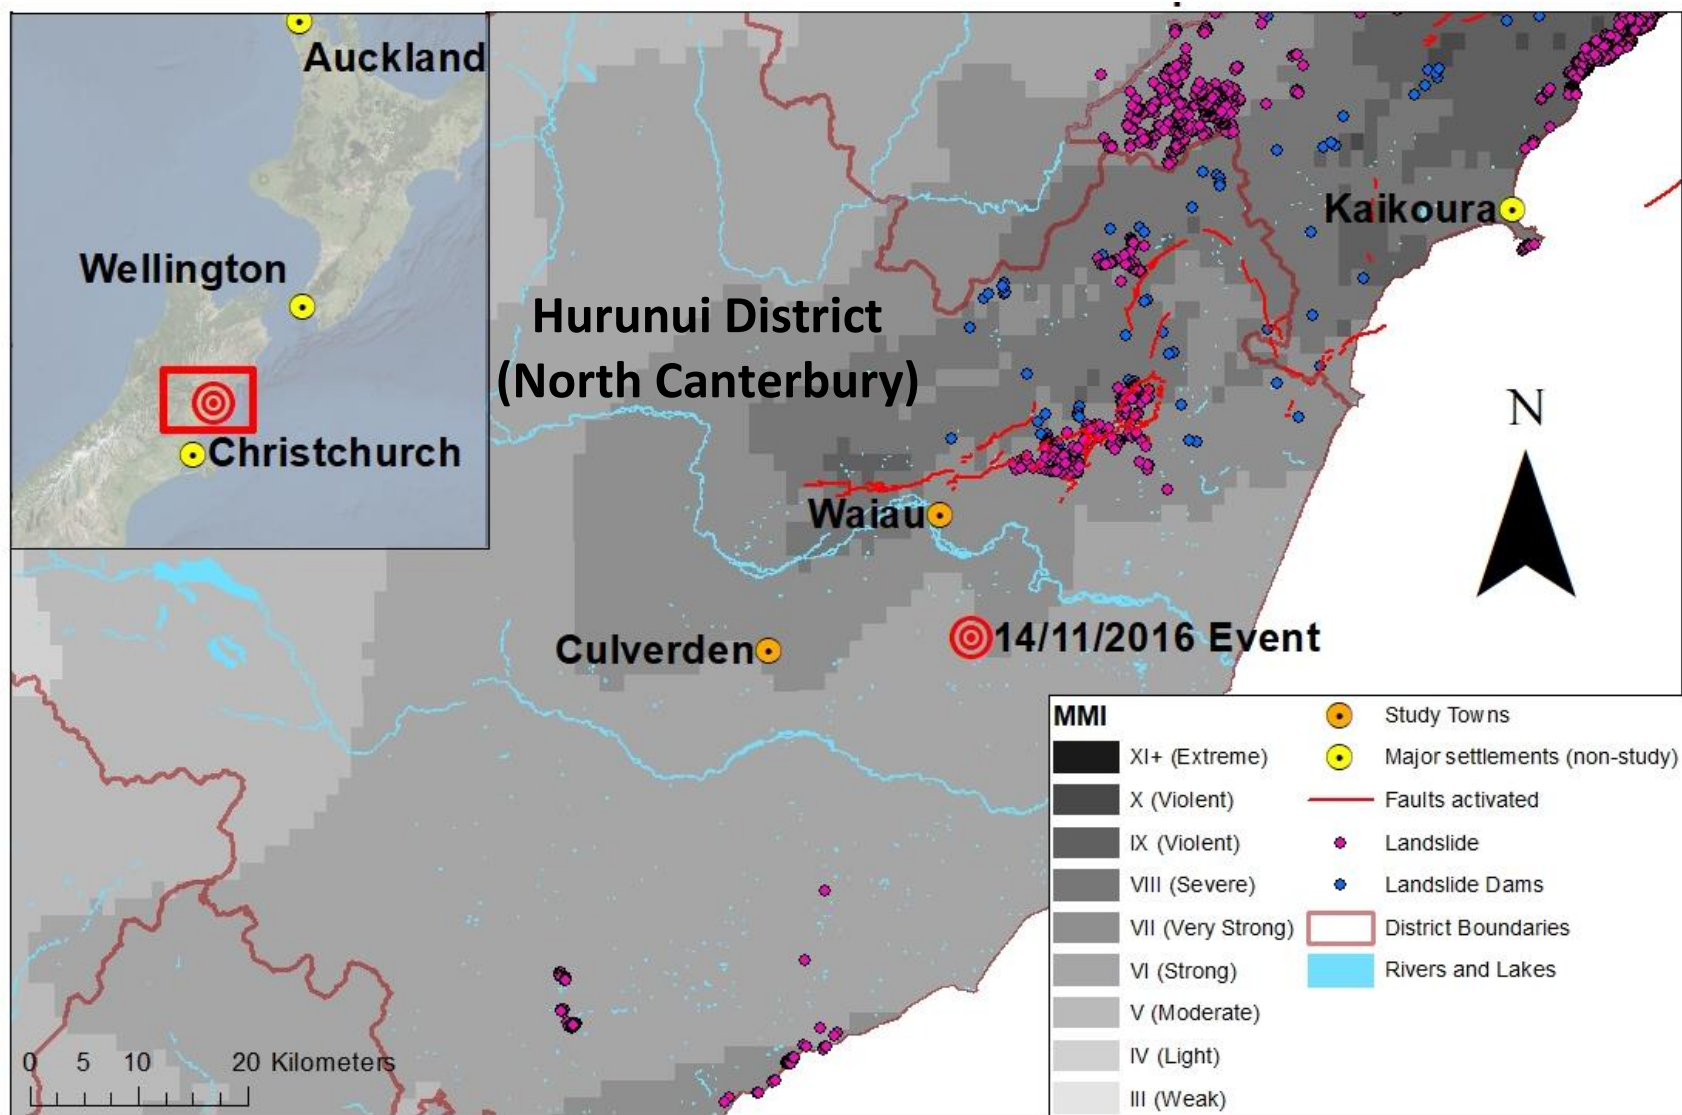 Auckland
Wellington
Christchurch
Hurunui District
(North Canterbury)
Kaikoura
Waiau
Culverden
14/11/2016 Event
N
MMI
XI+ (Extreme)
X (Violent)
IX (Violent)
VIII (Severe)
VII (Very Strong)
VI (Strong)
V (Moderate)
IV (Light)
III (Weak)
Study Towns
Major settlements (non-study)
Faults activated
Landslide
Landslide Dams
District Boundaries
Rivers and Lakes
0 5 10 20 Kilometers